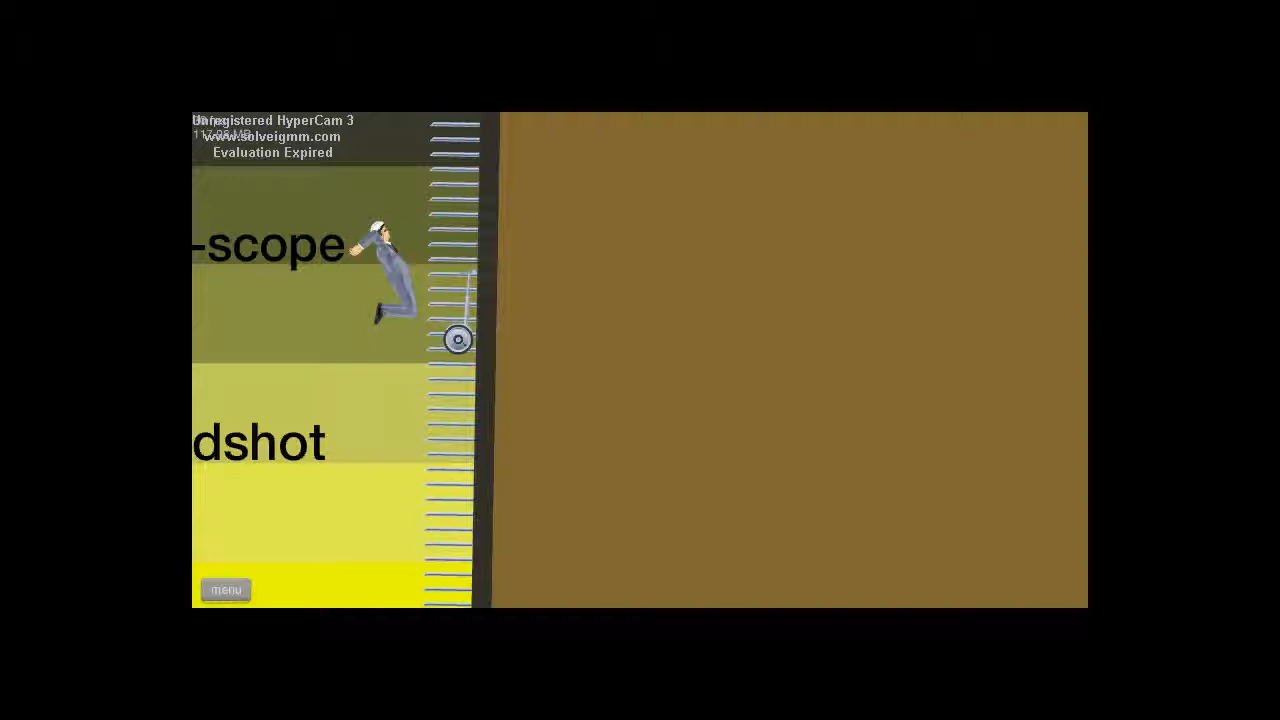 Unregistered HyperCam 3
www.solveigmm.com
Evaluation Expired
-scope
dshot
menu